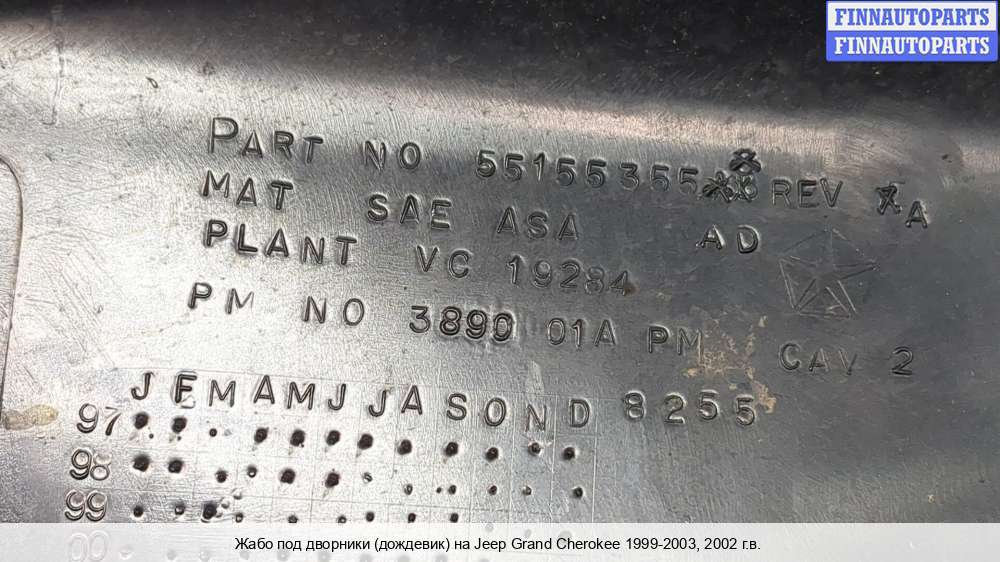 FINNAUTOPARTS
FINNAUTOPARTS
PART NO 55155355 REV A
MAT SAE ASA AD
PLANT VC 19284
PM NO 3890 01A PM CAV 2
J F M A M J J A S O N D 8255
97
98
99
00
Жабо под дворники (дождевик) на Jeep Grand Cherokee 1999-2003, 2002 г.в.